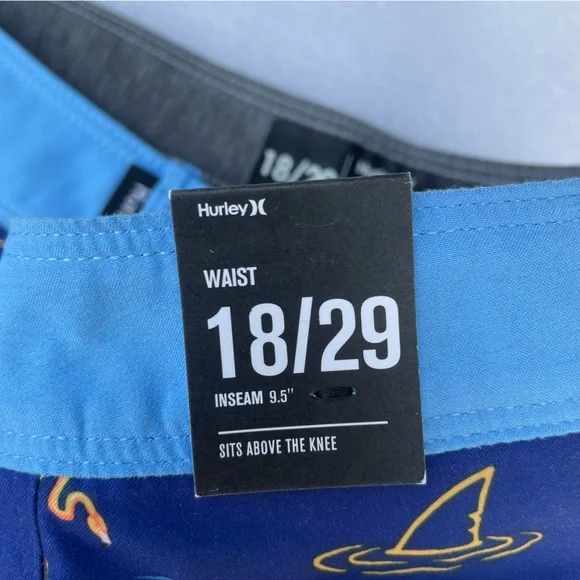 18/29
Hurley
WAIST
18/29
INSEAM 9.5"
SITS ABOVE THE KNEE